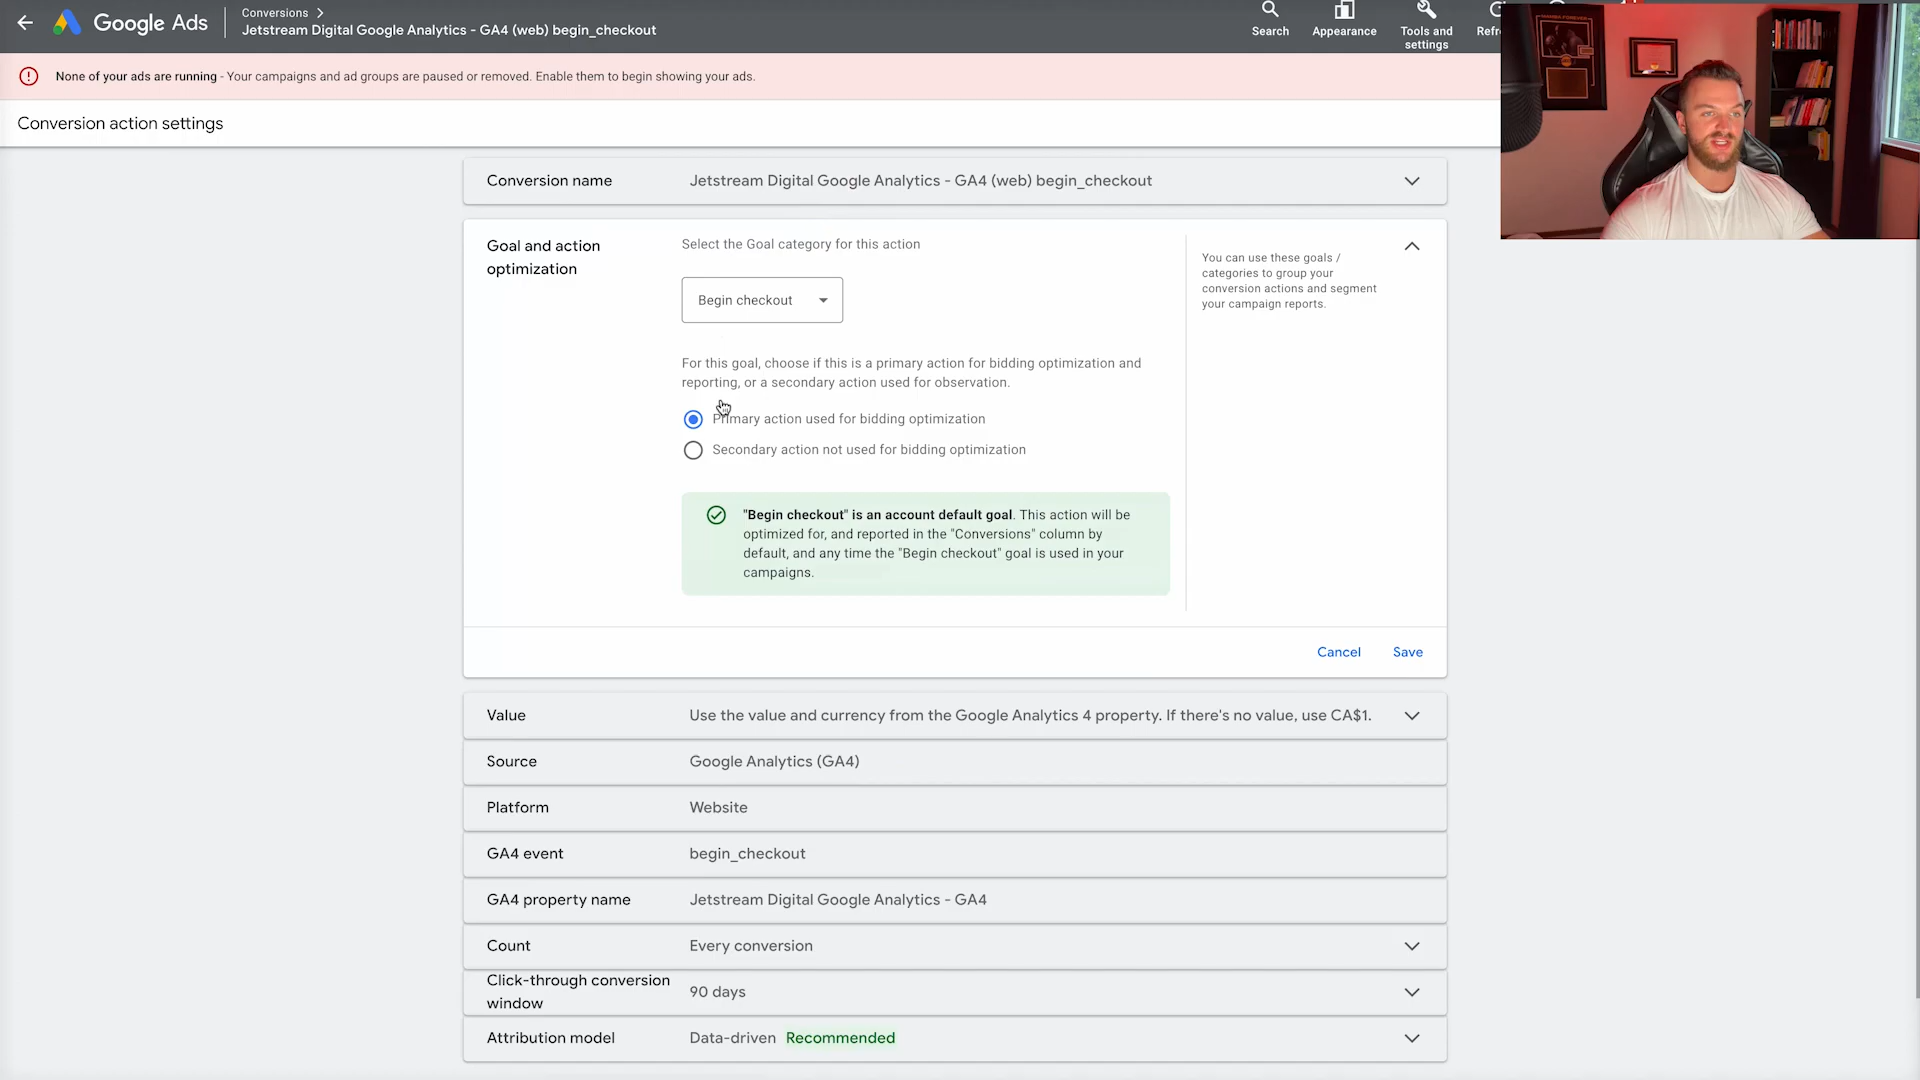 Google Ads
Conversions
Jetstream Digital Google Analytics - GA4 (web) begin_checkout
Search
Appearance
Tools and
settings
None of your ads are running - Your campaigns and ad groups are paused or removed. Enable them to begin showing your ads.
Conversion action settings
Conversion name
Jetstream Digital Google Analytics - GA4 (web) begin_checkout
Goal and action
optimization
Select the Goal category for this action
Begin checkout
For this goal, choose if this is a primary action for bidding optimization and
reporting, or a secondary action used for observation.
Primary action used for bidding optimization
Secondary action not used for bidding optimization
"Begin checkout" is an account default goal. This action will be
optimized for, and reported in the "Conversions" column by
default, and any time the "Begin checkout" goal is used in your
campaigns.
You can use these goals /
categories to group your
conversion actions and segment
your campaign reports.
Cancel
Save
Value
Use the value and currency from the Google Analytics 4 property. If there's no value, use CA$1.
Source
Google Analytics (GA4)
Platform
Website
GA4 event
begin_checkout
GA4 property name
Jetstream Digital Google Analytics - GA4
Count
Every conversion
Click-through conversion
window
90 days
Attribution model
Data-driven Recommended